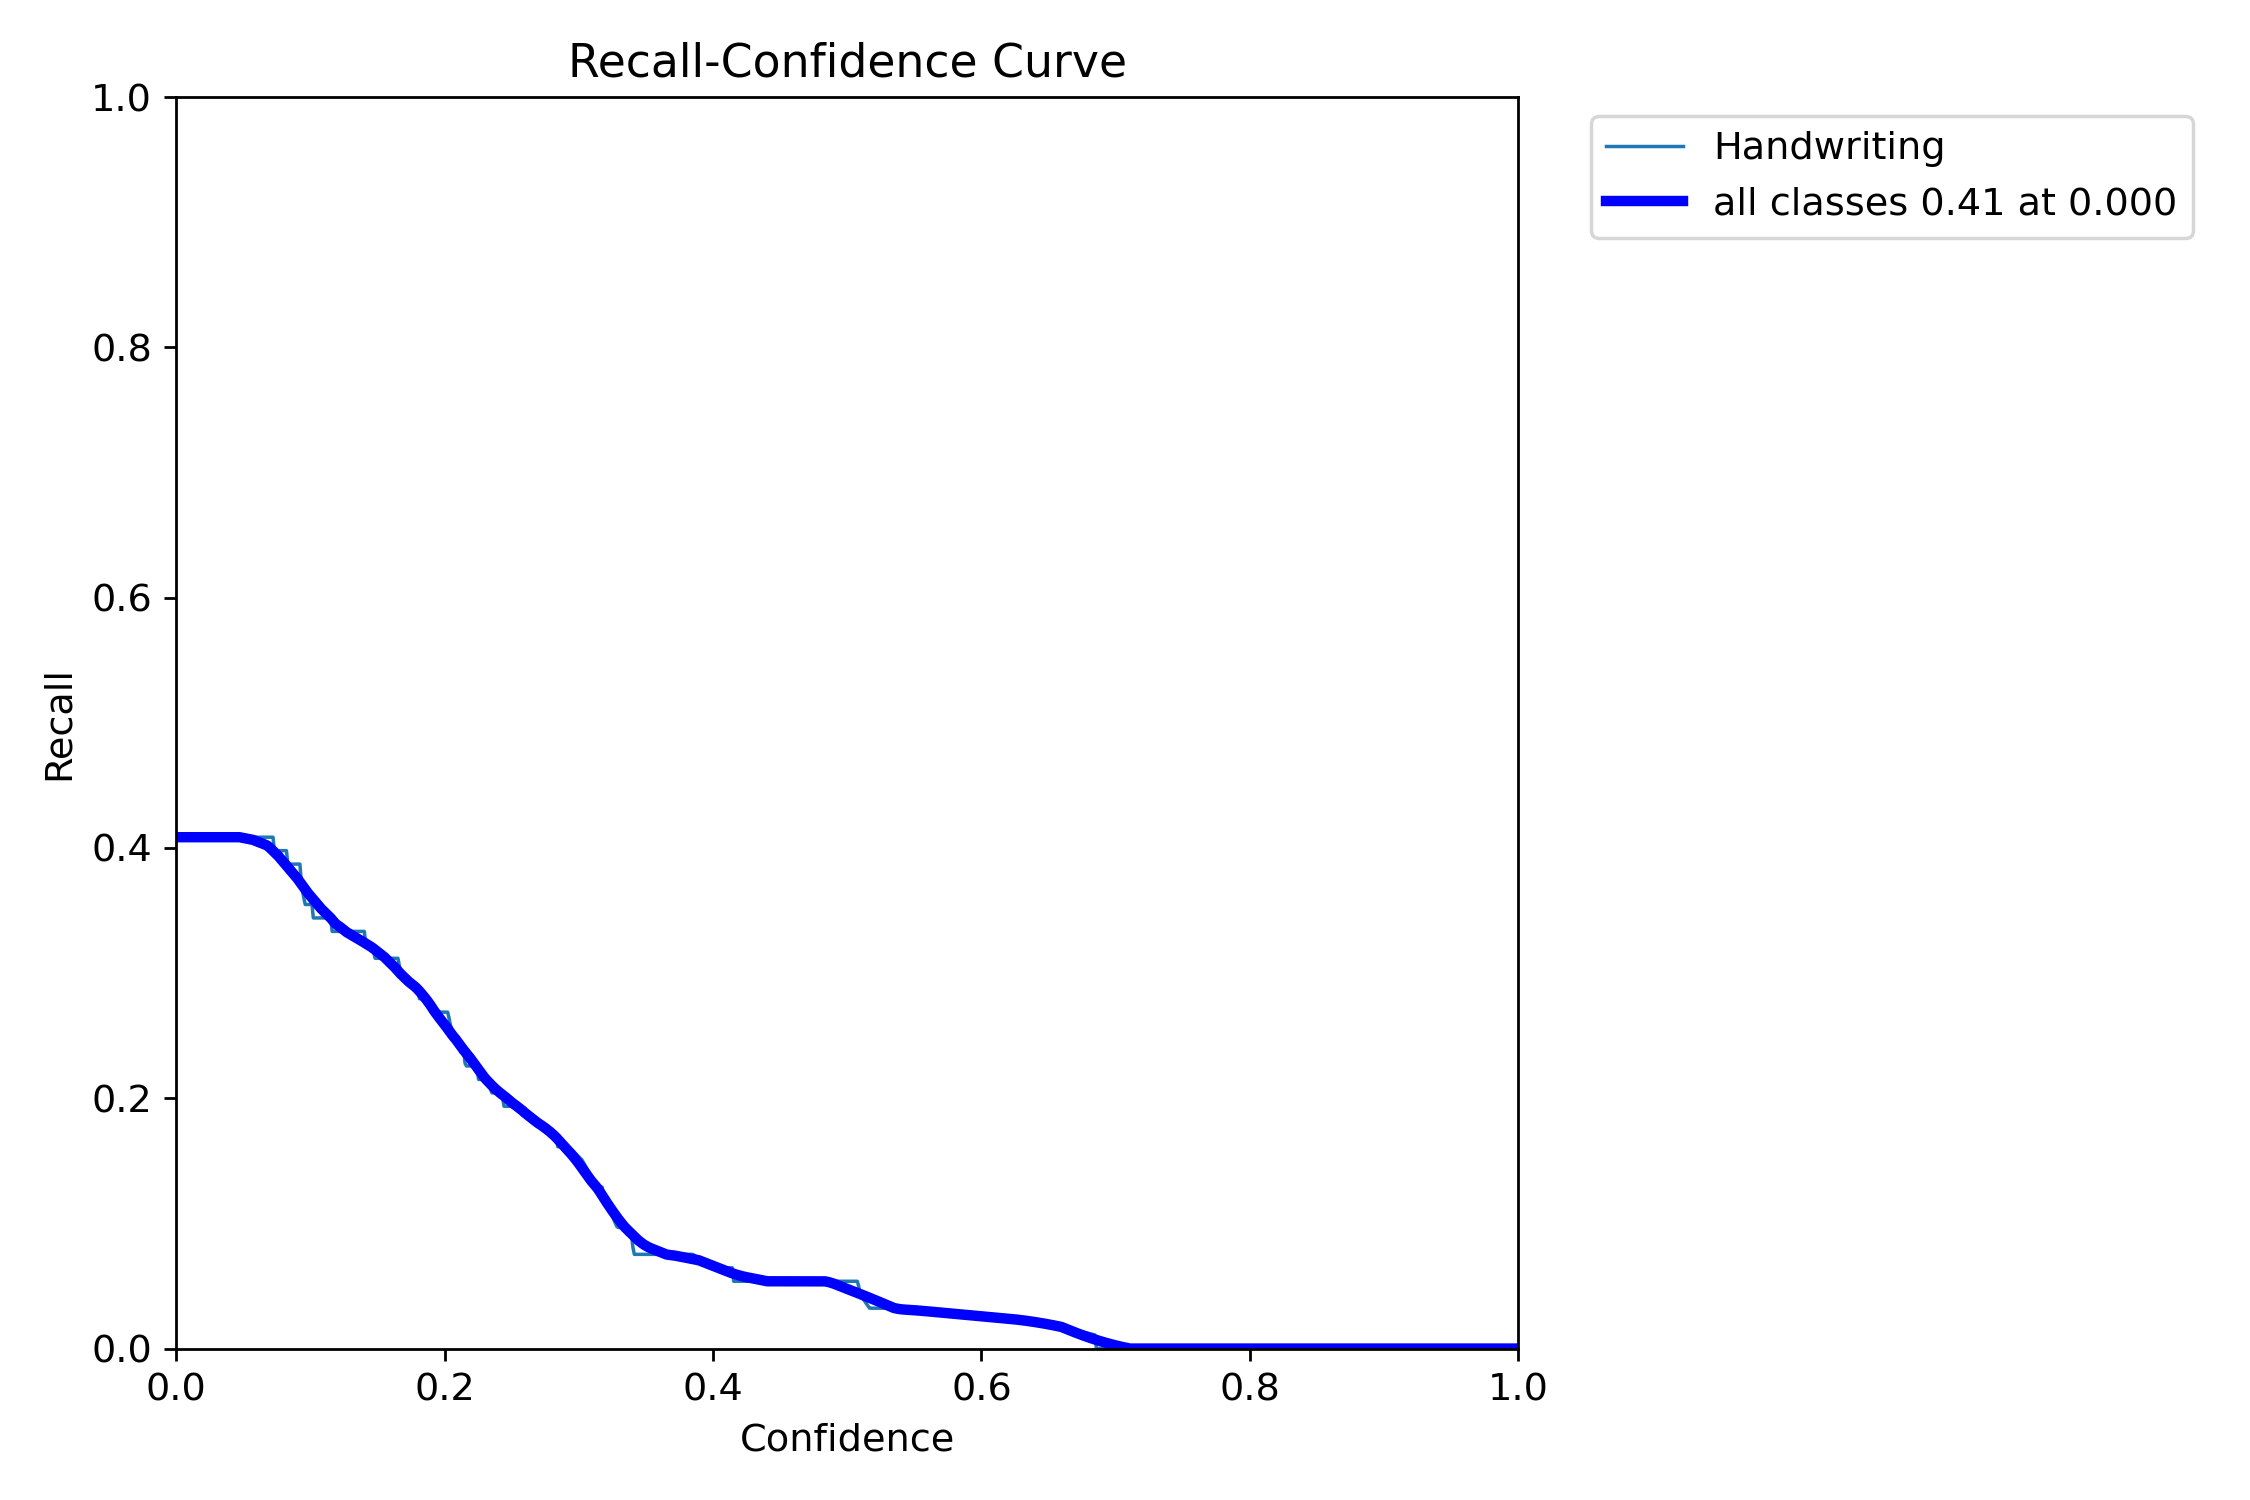 Recall-Confidence Curve
1.0
0.8
0.6
0.4
0.2
0.0
Recall
0.0 0.2 0.4 0.6 0.8 1.0
Confidence
Handwriting
all classes 0.41 at 0.000